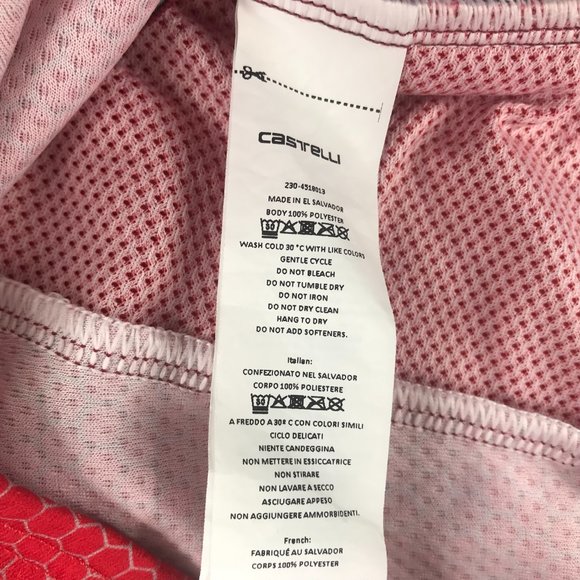 CASTELLI
230-4518013
MADE IN EL SALVADOR
BODY 100% POLYESTER
30
WASH COLD 30 °C WITH LIKE COLORS
GENTLE CYCLE
DO NOT BLEACH
DO NOT TUMBLE DRY
DO NOT IRON
DO NOT DRY CLEAN
HANG TO DRY
DO NOT ADD SOFTENERS.
Italian:
CONFEZIONATO NEL SALVADOR
CORPO 100% POLIESTERE
30
A FREDDO A 30º C CON COLORI SIMILI
CICLO DELICATI
NIENTE CANDEGGINA
NON METTERE IN ESSICCATRICE
NON STIRARE
NON LAVARE A SECCO
ASCIUGARE APPESO
NON AGGIUNGERE AMMORBIDENTI.
French:
FABRIQUÉ AU SALVADOR
CORPS 100% POLYESTER